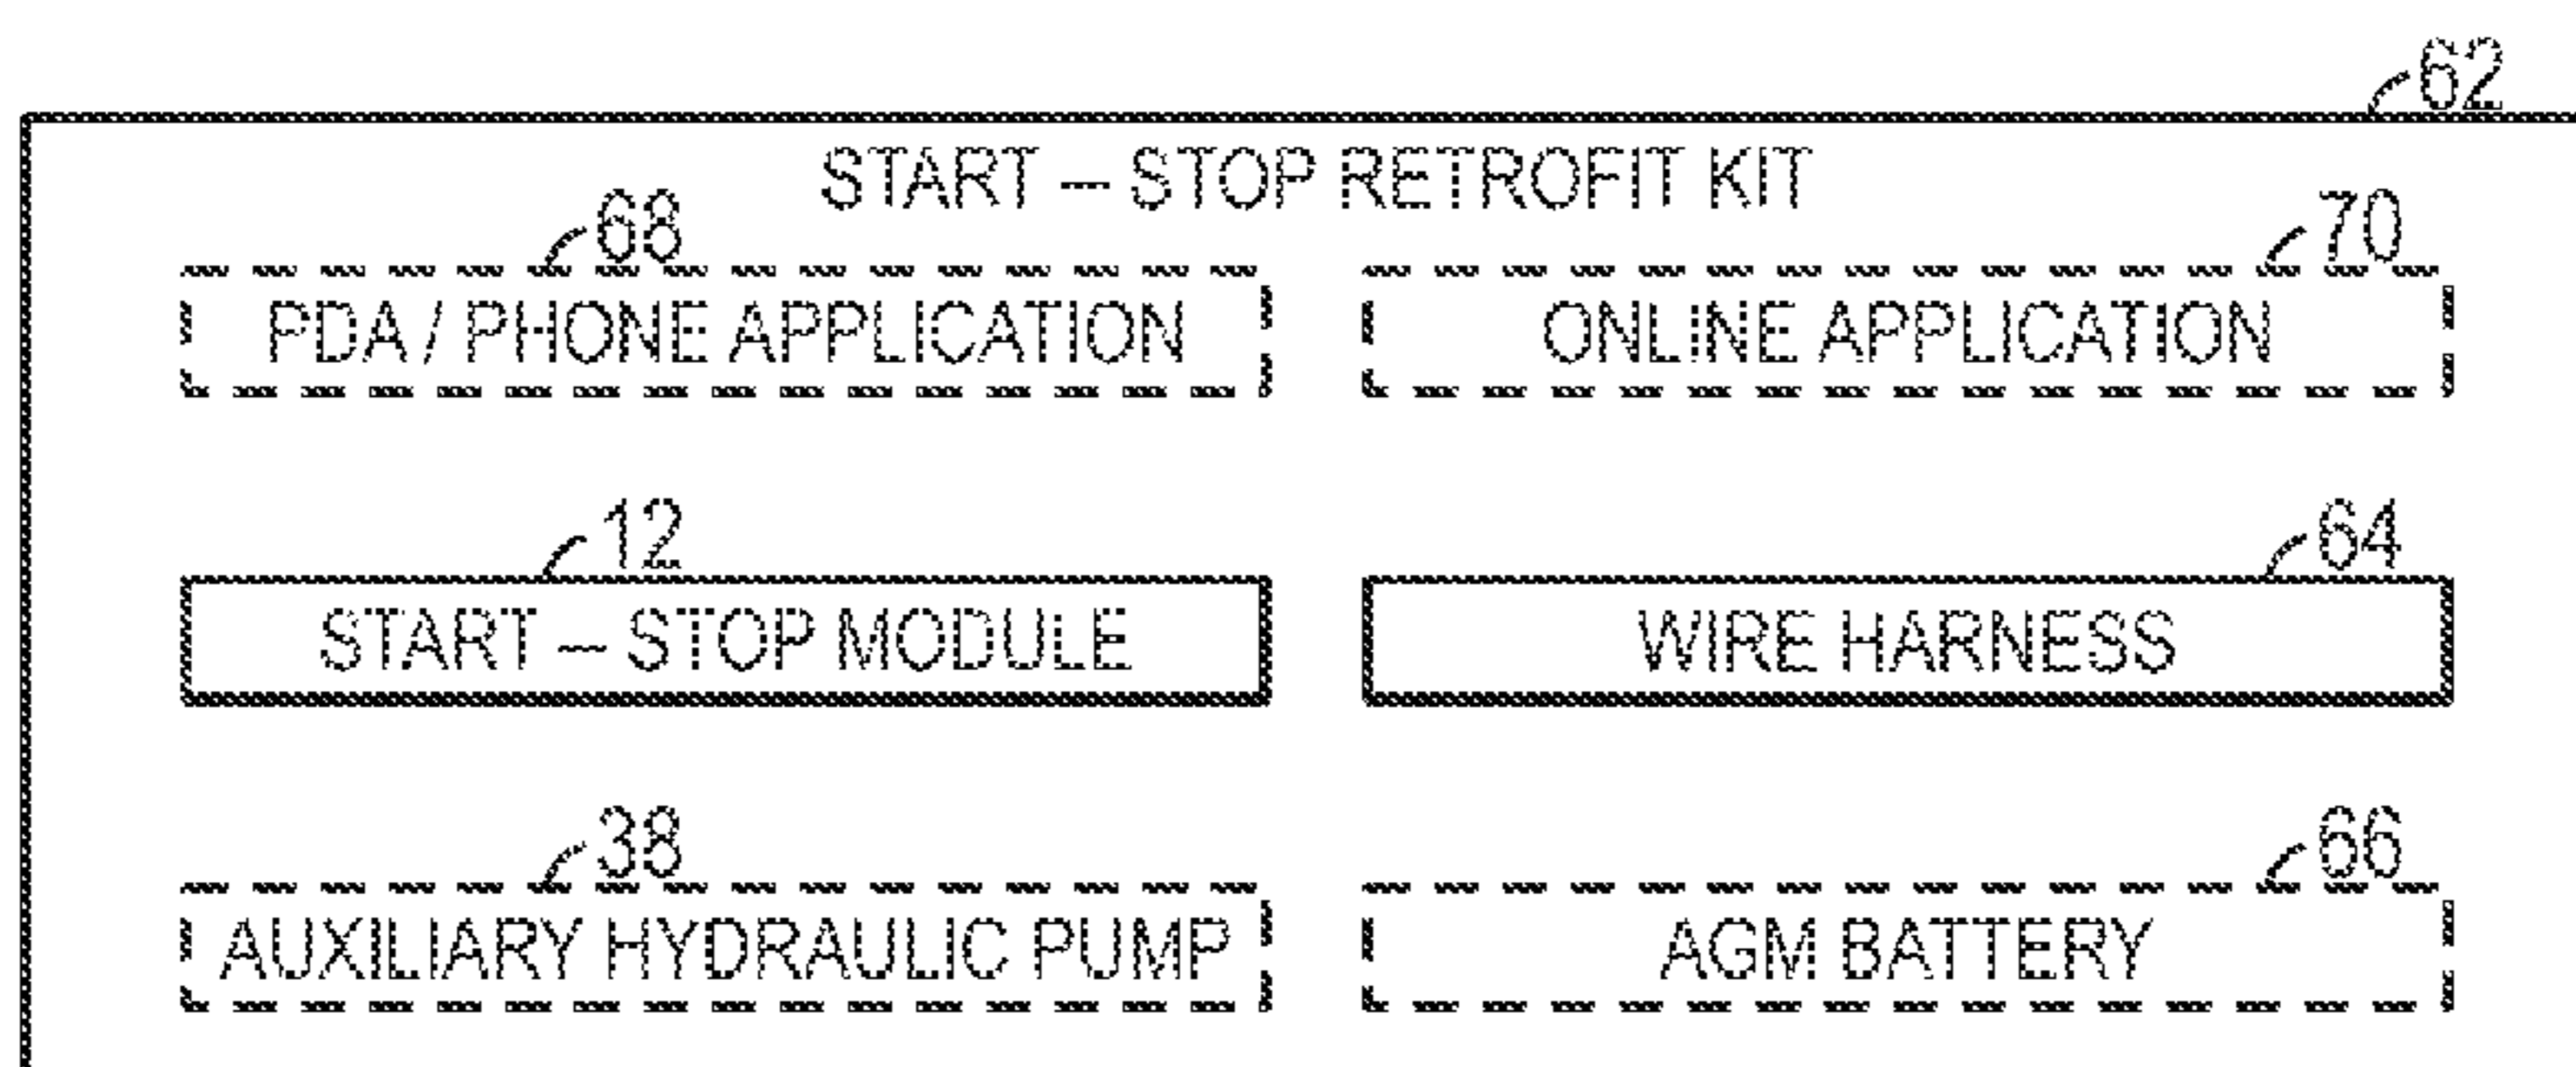 62
START – STOP RETROFIT KIT
68
70
PDA / PHONE APPLICATION
ONLINE APPLICATION
12
64
START – STOP MODULE
WIRE HARNESS
38
66
AUXILIARY HYDRAULIC PUMP
AGM BATTERY